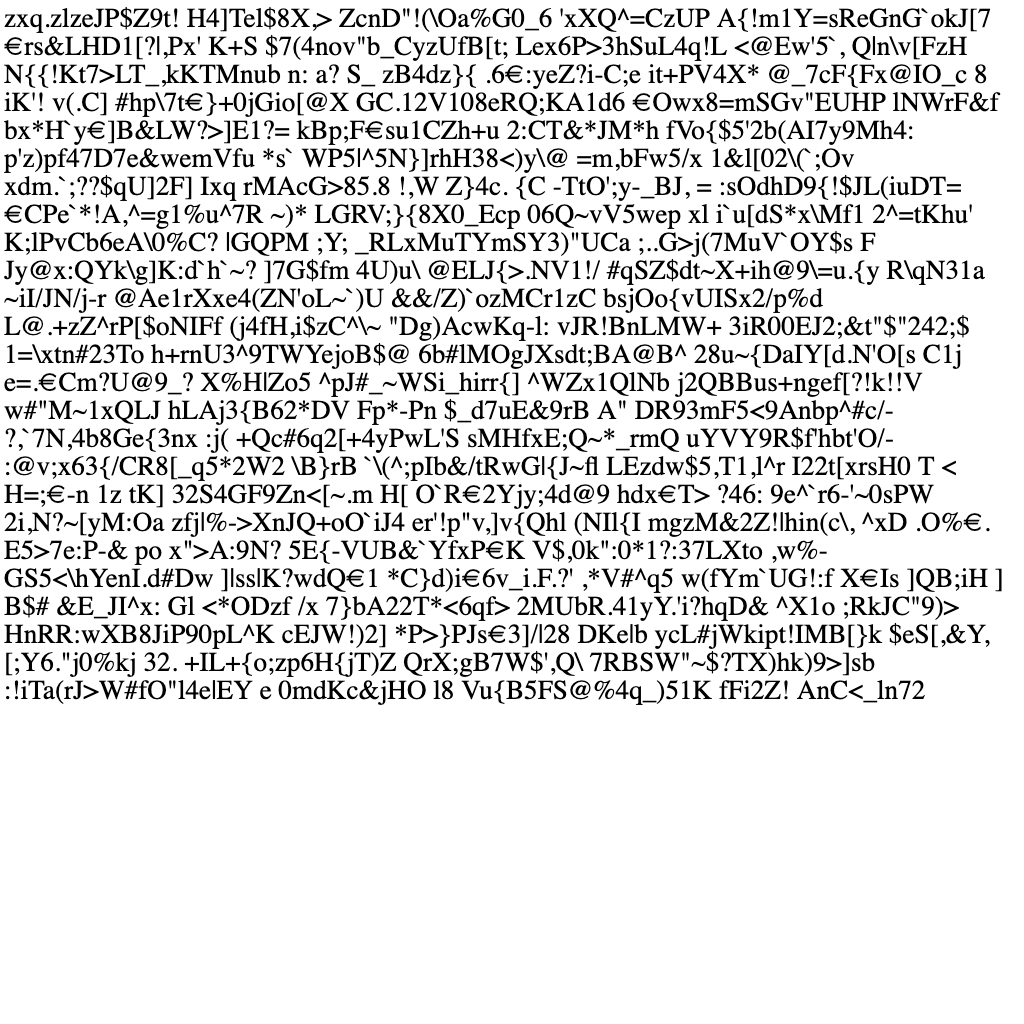 zxq.zlzeJP$Z9t! H4]Tel$8X,> ZcnD"!(\Oa%G0_6 'xXQ^=CzUP A{!m1Y=sReGnG`okJ[7
€rs&LHD1[?|,Px' K+S $7(4nov"b_CyzUfB[t; Lex6P>3hSuL4q!L <@Ew'5`, Q|n\v[FzH
N{{!Kt7>LT_,kKTMnub n: a? S_ zB4dz}{ .6€:yeZ?i-C;e it+PV4X* @_7cF{Fx@IO_c 8
iK'! v(.C] #hp\7t€}+0jGio[@X GC.12V108eRQ;KA1d6 €Owx8=mSGv"EUHP lNWrF&f
bx*H`y€]B&LW?>]E1?= kBp;F€su1CZh+u 2:CT&*JM*h fVo{$5'2b(AI7y9Mh4:
p'z)pf47D7e&wemVfu *s` WP5|^5N}]rhH38<)y\@ =m,bFw5/x 1&l[02\(`;Ov
xdm.`;??$qU]2F] Ixq rMAcG>85.8 !,W Z}4c. {C -TtO';y-_BJ, = :sOdhD9{!$JL(iuDT=
€CPe`*!A,^=g1%u^7R ~)* LGRV;}{8X0_Ecp 06Q~vV5wep xl i`u[dS*x\Mf1 2^=tKhu'
K;lPvCb6eA\0%C? |GQPM ;Y; _RLxMuTYmSY3)"UCa ;..G>j(7MuV`OY$s F
Jy@x:QYk\g]K:d`h`~? ]7G$fm 4U)u\ @ELJ{>.NV1!/ #qSZ$dt~X+ih@9\=u.{y R\qN31a
~iI/JN/j-r @Ae1rXxe4(ZN'oL~`)U &&/Z)`ozMCr1zC bsjOo{vUISx2/p%d
L@.+zZ^rP[$oNIFf (j4fH,i$zC^\~ "Dg)AcwKq-l: vJR!BnLMW+ 3iR00EJ2;&t"$"242;$
1=\xtn#23To h+rnU3^9TWYejoB$@ 6b#lMOgJXsdt;BA@B^ 28u~{DaIY[d.N'O[s C1j
e=.€Cm?U@9_? X%H|Zo5 ^pJ#_~WSi_hirr{] ^WZx1QlNb j2QBBus+ngef[?!k!!V
w#"M~1xQLJ hLAj3{B62*DV Fp*-Pn $_d7uE&9rB A" DR93mF5<9Anbp^#c/-
?,`7N,4b8Ge{3nx :j( +Qc#6q2[+4yPwL'S sMHfxE;Q~*_rmQ uYVY9R$f'hbt'O/-
:@v;x63{/CR8[_q5*2W2 \B}rB `\(^;pIb&/tRwG|{J~fl LEzdw$5,T1,l^r I22t[xrsH0 T <
H=;€-n 1z tK] 32S4GF9Zn<[~.m H[ O`R€2Yjy;4d@9 hdx€T> ?46: 9e^`r6-'~0sPW
2i,N?~[yM:Oa zfj|%->XnJQ+oO`iJ4 er'!p"v,]v{Qhl (NIl{I mgzM&2Z!|hin(c\, ^xD .O%€.
E5>7e:P-& po x">A:9N? 5E{-VUB&`YfxP€K V$,0k":0*1?:37LXto ,w%-
GS5<\hYenI.d#Dw ]|ss|K?wdQ€1 *C}d)i€6v_i.F.?' ,*V#^q5 w(fYm`UG!:f X€Is ]QB;iH ]
B$# &E_JI^x: Gl <*ODzf /x 7}bA22T*<6qf> 2MUbR.41yY.'i?hqD& ^X1o ;RkJC"9)>
HnRR:wXB8JiP90pL^K cEJW!)2] *P>}PJs€3]/|28 DKe|b ycL#jWkipt!IMB[}k $eS[,&Y,
[;Y6."j0%kj 32. +IL+{o;zp6H{jT)Z QrX;gB7W$',Q\ 7RBSW"~$?TX)hk)9>]sb
:!iTa(rJ>W#fO"l4e|EY e 0mdKc&jHO l8 Vu{B5FS@%4q_)51K fFi2Z! AnC<_ln72